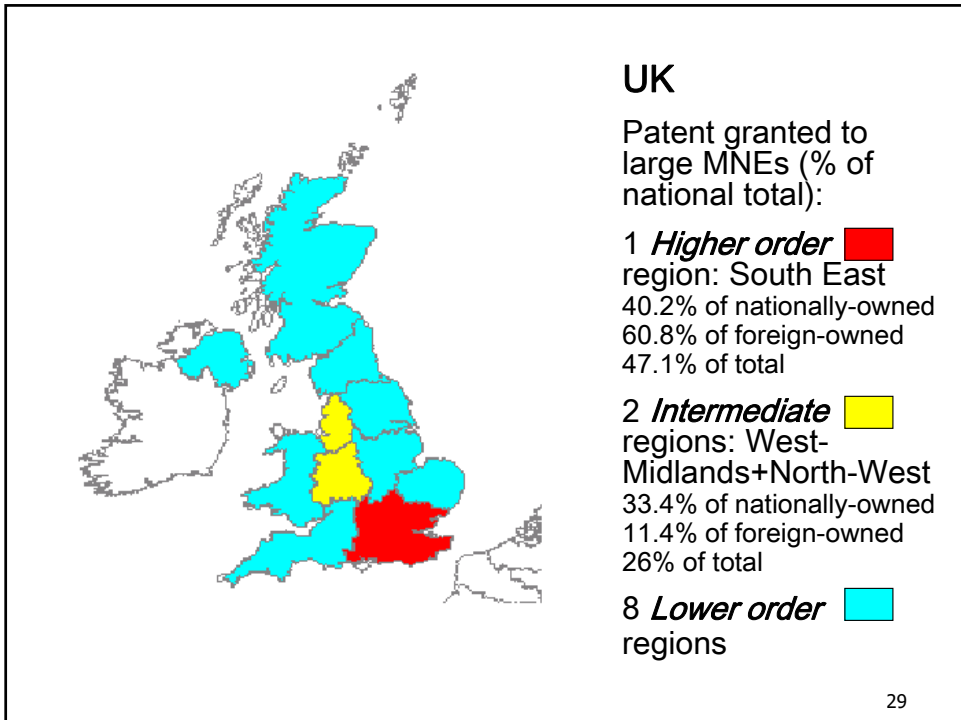 UK
Patent granted to
large MNEs (% of
national total):
1 Higher order
region: South East
40.2% of nationally-owned
60.8% of foreign-owned
47.1% of total
2 Intermediate
regions: West-
Midlands+North-West
33.4% of nationally-owned
11.4% of foreign-owned
26% of total
8 Lower order
regions
29